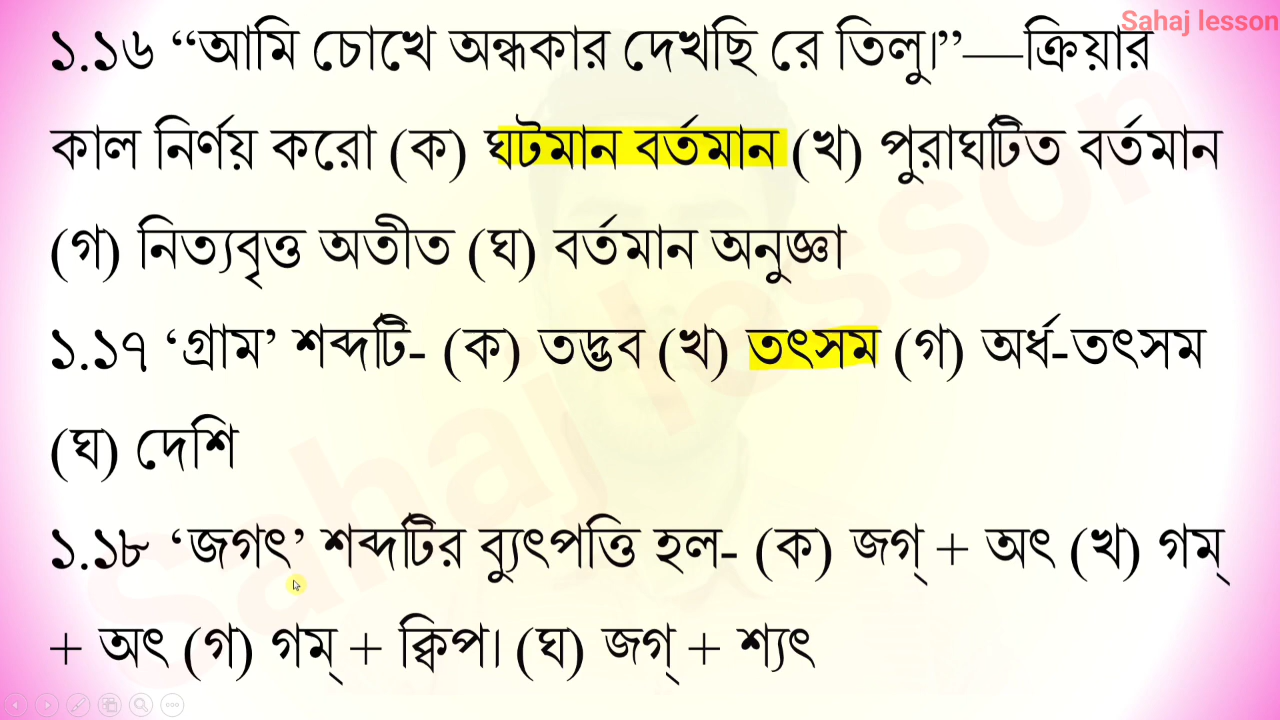 Sahaj lesson
১.১৬ “আমি চোখে অন্ধকার দেখছি রে তিলু।”—ক্রিয়ার
কাল নির্ণয় করো (ক) ঘটমান বর্তমান (খ) পুরাঘটিত বর্তমান
(গ) নিত্যবৃত্ত অতীত (ঘ) বর্তমান অনুজ্ঞা
১.১৭ ‘গ্রাম’ শব্দটি- (ক) তদ্ভব (খ) তৎসম (গ) অর্ধ-তৎসম
(ঘ) দেশি
১.১৮ ‘জগৎ’ শব্দটির ব্যুৎপত্তি হল- (ক) জগ্ + অৎ (খ) গম্
+ অৎ (গ) গম্ + ক্বিপ। (ঘ) জগ্ + শ্যৎ
Sahaj lesson